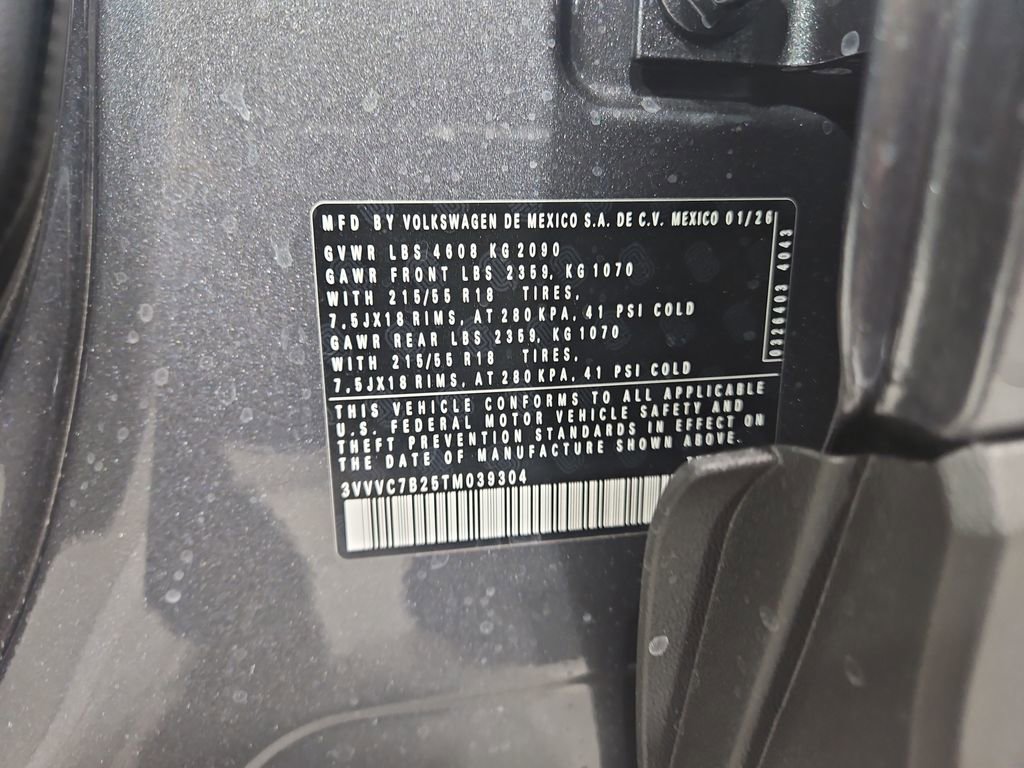 MFD BY VOLKSWAGEN DE MEXICO S.A. DE C.V. MEXICO 01/26
GVWR LBS 4608 KG 2090
GAWR FRONT LBS 2359, KG 1070
WITH 215/55 R18 TIRES,
7,5JX18 RIMS, AT 280 KPA, 41 PSI COLD
GAWR REAR LBS 2359, KG 1070
WITH 215/55 R18 TIRES,
7,5JX18 RIMS, AT 280 KPA, 41 PSI COLD
0326403 4043
THIS VEHICLE CONFORMS TO ALL APPLICABLE
U.S. FEDERAL MOTOR VEHICLE SAFETY AND
THEFT PREVENTION STANDARDS IN EFFECT ON
THE DATE OF MANUFACTURE SHOWN ABOVE.
3VVVC7B25TM039304